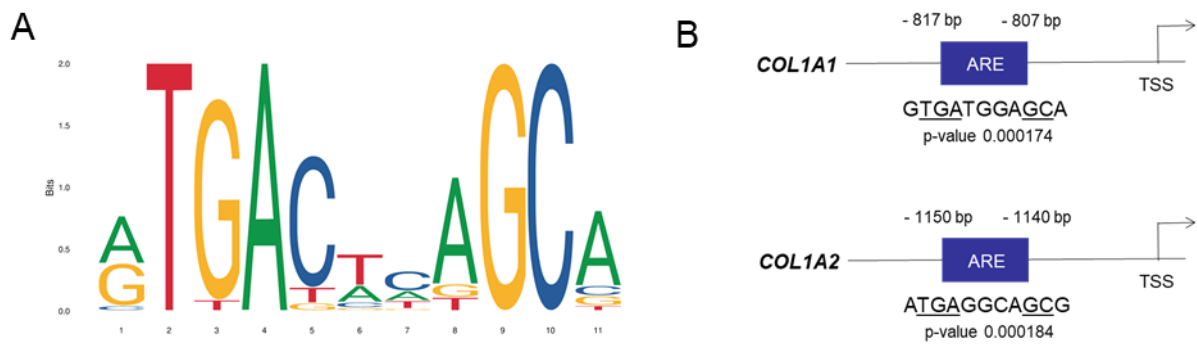 A
2.0
1.5
1.0
0.5
0.0
Bits
A
G
C
T
G
T
A
C
T
G
T
A
C
C
A
T
A
G
T
G
C
A
C
G
T
1 2 3 4 5 6 7 8 9 10 11
B
- 817 bp - 807 bp
COL1A1 ARE TSS
GTGATGGAGCA
p-value 0.000174
- 1150 bp - 1140 bp
COL1A2 ARE TSS
ATGAGGCAGCG
p-value 0.000184